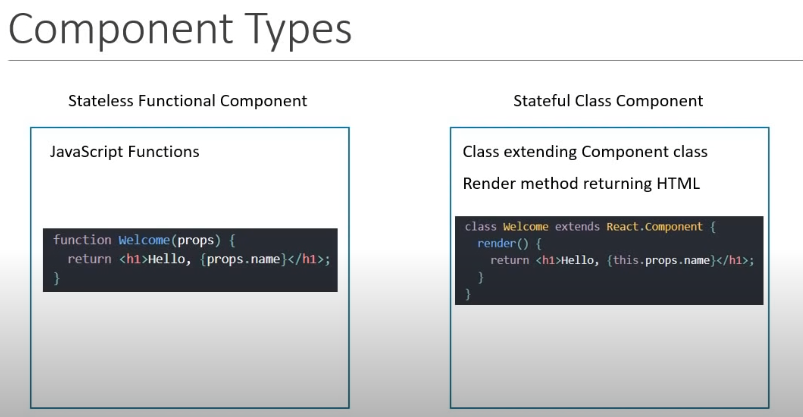 Component Types
Stateless Functional Component
JavaScript Functions
function Welcome(props) {
  return <h1>Hello, {props.name}</h1>;
}
Stateful Class Component
Class extending Component class
Render method returning HTML
class Welcome extends React.Component {
  render() {
    return <h1>Hello, {this.props.name}</h1>;
  }
}